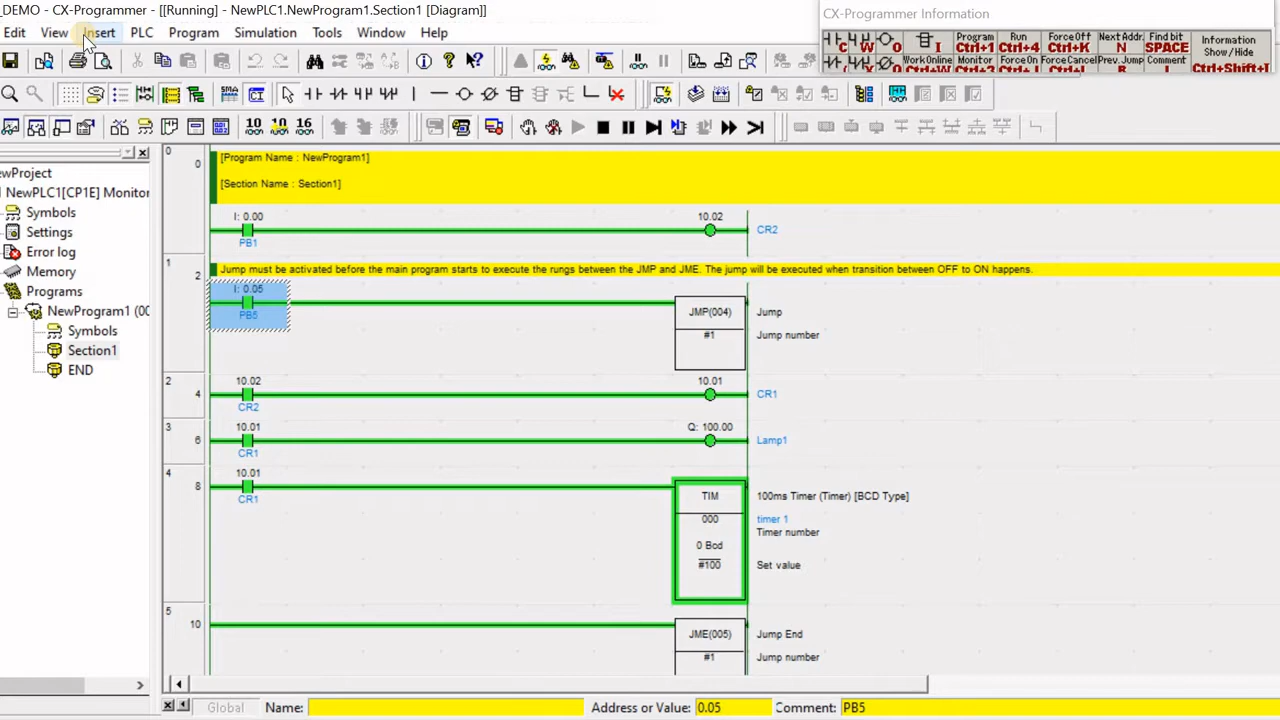 _DEMO - CX-Programmer - [[Running] - NewPLC1.NewProgram1.Section1 [Diagram]]
Edit View Insert PLC Program Simulation Tools Window Help
CX-Programmer Information
C W O I Program Ctrl+1 Run Ctrl+4 Force Off Ctrl+K Next Addr. N Find bit SPACE Information Show/Hide
Work Online Ctrl+W Monitor Force On Force Cancel Prev. Jump Comment Ctrl+Shift+I
SMA CI
10 10 16
ewProject
NewPLC1[CP1E] Monitor
Symbols
Settings
Error log
Memory
Programs
NewProgram1 (00
Symbols
Section1
END
0
0
[Program Name : NewProgram1]
[Section Name : Section1]
I: 0.00
PB1
10.02
CR2
1
2
Jump must be activated before the main program starts to execute the rungs between the JMP and JME. The jump will be executed when transition between OFF to ON happens.
I: 0.05
PB5
JMP(004)
Jump
#1
Jump number
2
4
10.02
CR2
10.01
CR1
3
6
10.01
CR1
Q: 100.00
Lamp1
4
8
10.01
CR1
TIM
100ms Timer (Timer) [BCD Type]
000
timer 1
Timer number
0 Bcd
#100
Set value
5
10
JME(005)
Jump End
#1
Jump number
Global Name: Address or Value: 0.05 Comment: PB5